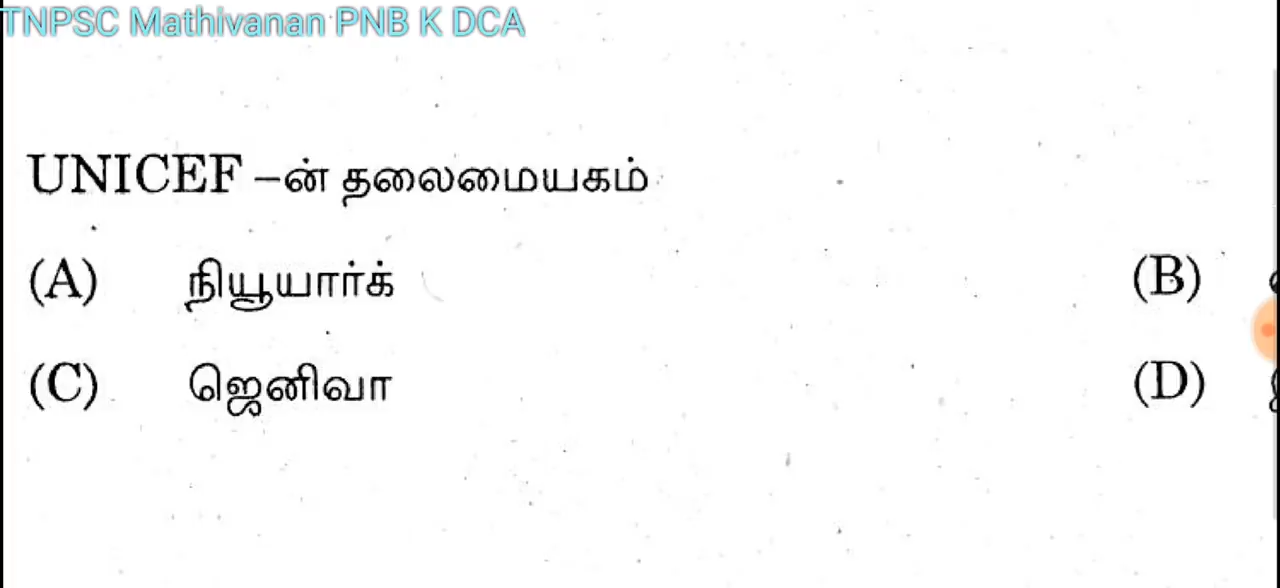 TNPSC Mathivanan PNB K DCA
UNICEF –ன் தலைமையகம்
(A) நியூயார்க் (B)
(C) ஜெனிவா (D)